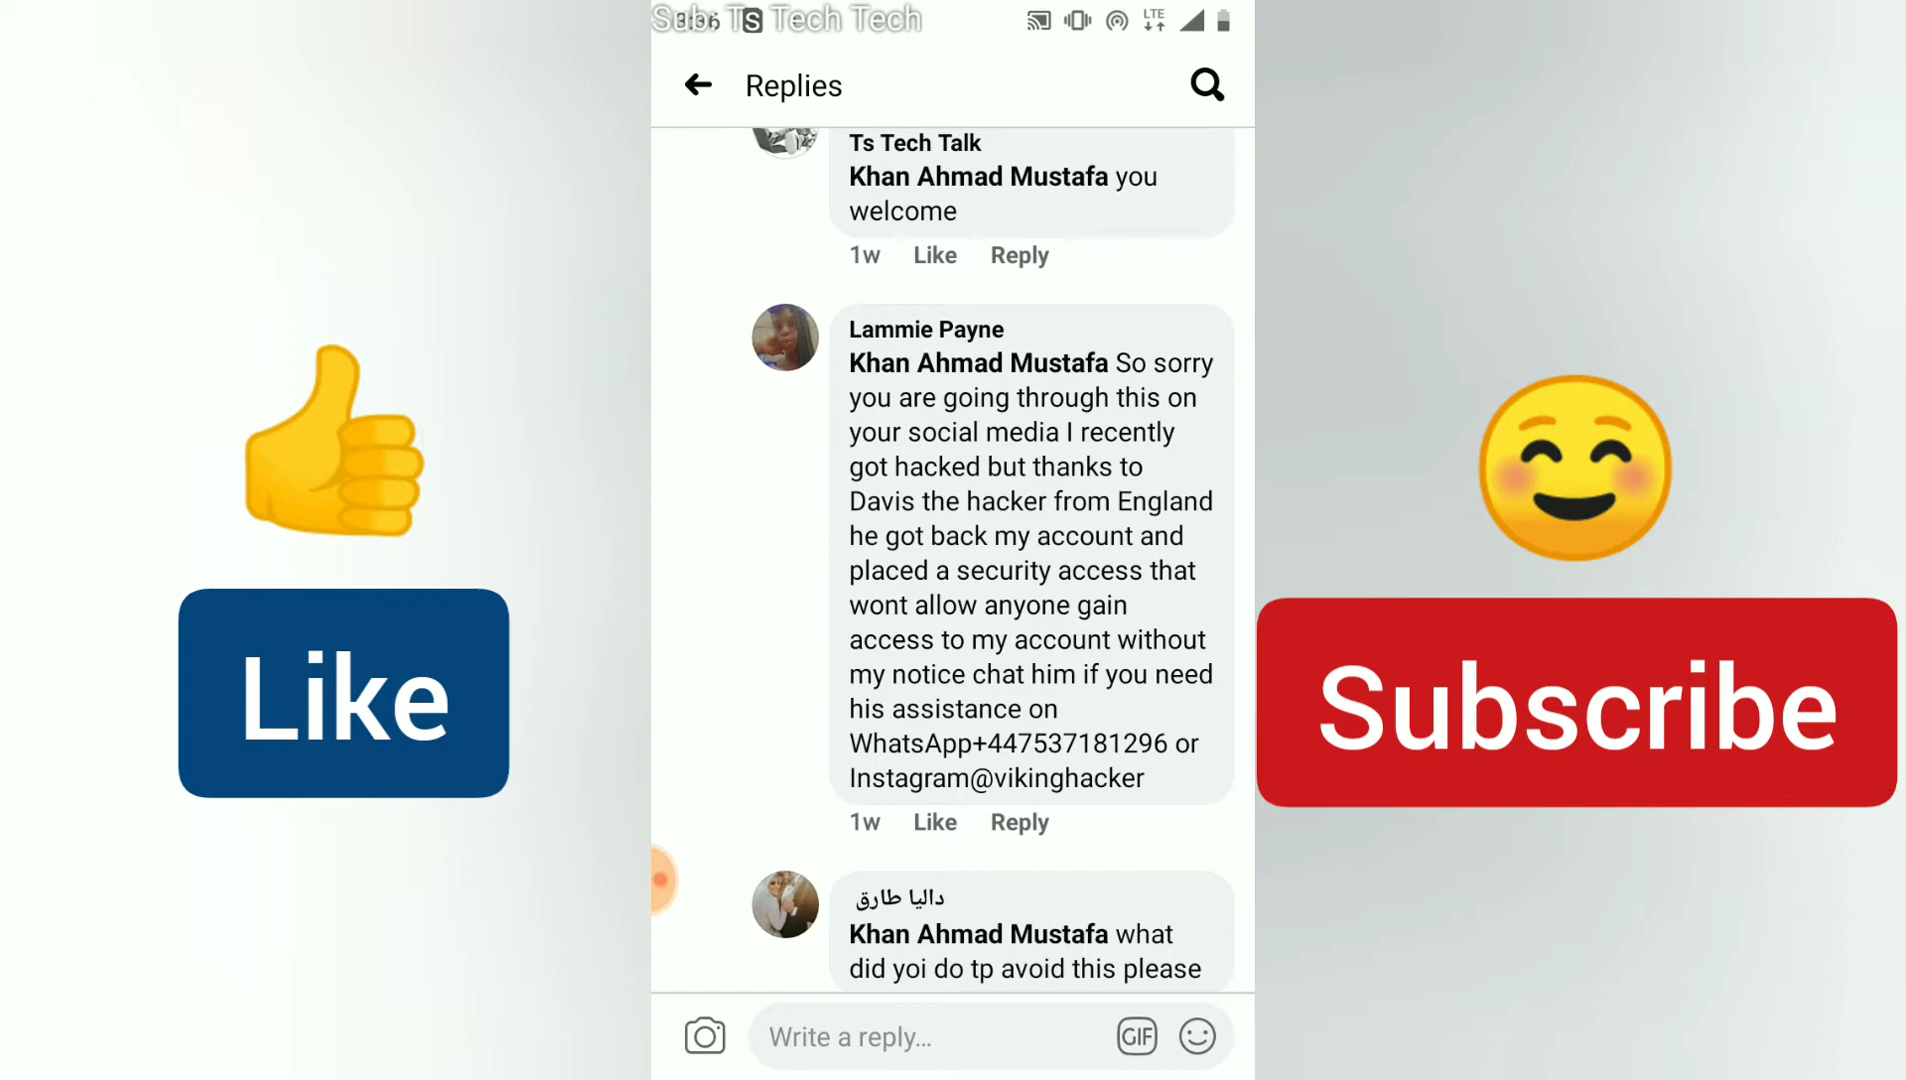 Sub: Ts Tech Tech
3:36
LTE
Replies
Ts Tech Talk
Khan Ahmad Mustafa you
welcome
1w Like Reply
Lammie Payne
Khan Ahmad Mustafa So sorry
you are going through this on
your social media I recently
got hacked but thanks to
Davis the hacker from England
he got back my account and
placed a security access that
wont allow anyone gain
access to my account without
my notice chat him if you need
his assistance on
WhatsApp+447537181296 or
Instagram@vikinghacker
1w Like Reply
داليا طارق
Khan Ahmad Mustafa what
did yoi do tp avoid this please
Write a reply...
GIF
Like
Subscribe